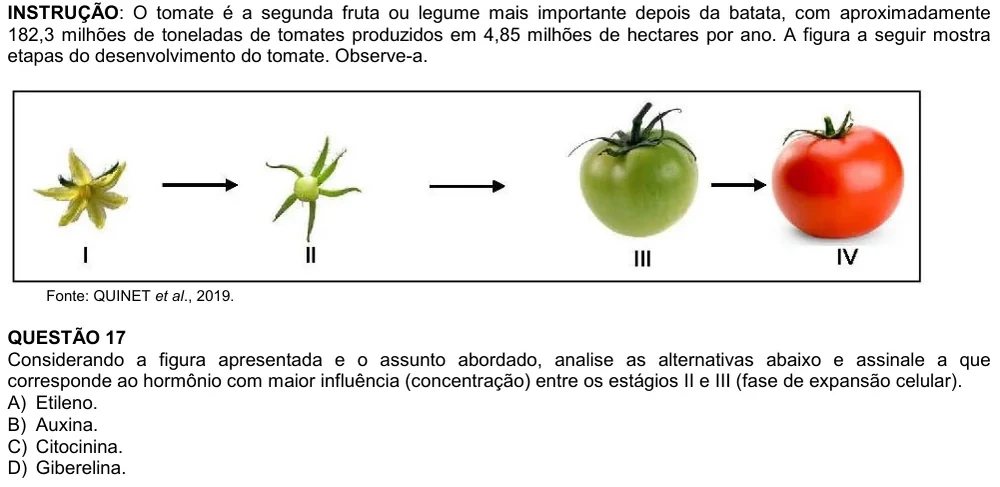 INSTRUÇÃO: O tomate é a segunda fruta ou legume mais importante depois da batata, com aproximadamente
182,3 milhões de toneladas de tomates produzidos em 4,85 milhões de hectares por ano. A figura a seguir mostra
etapas do desenvolvimento do tomate. Observe-a.
I
II
III
IV
Fonte: QUINET et al., 2019.
QUESTÃO 17
Considerando a figura apresentada e o assunto abordado, analise as alternativas abaixo e assinale a que
corresponde ao hormônio com maior influência (concentração) entre os estágios II e III (fase de expansão celular).
A) Etileno.
B) Auxina.
C) Citocinina.
D) Giberelina.